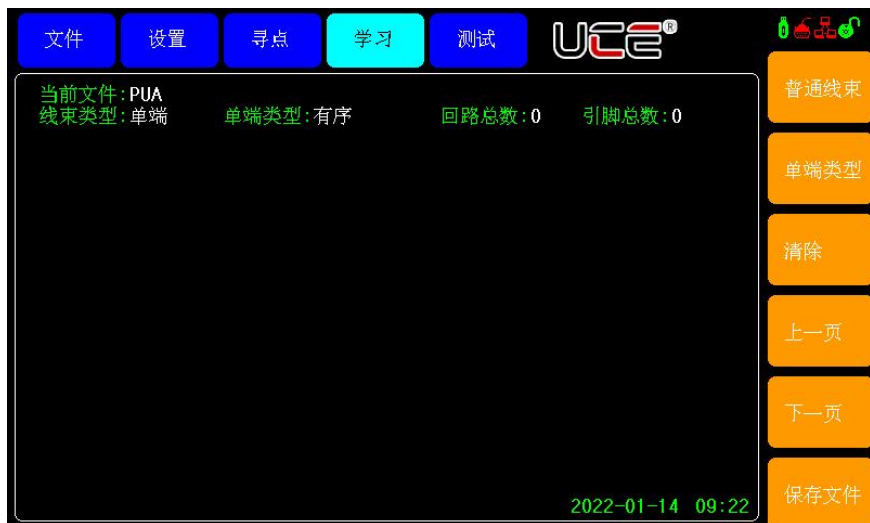 文件 设置 寻点 学习 测试 UCE®
当前文件:PUA
线束类型:单端 单端类型:有序 回路总数:0 引脚总数:0
普通线束
单端类型
清除
上一页
下一页
保存文件
2022-01-14 09:22